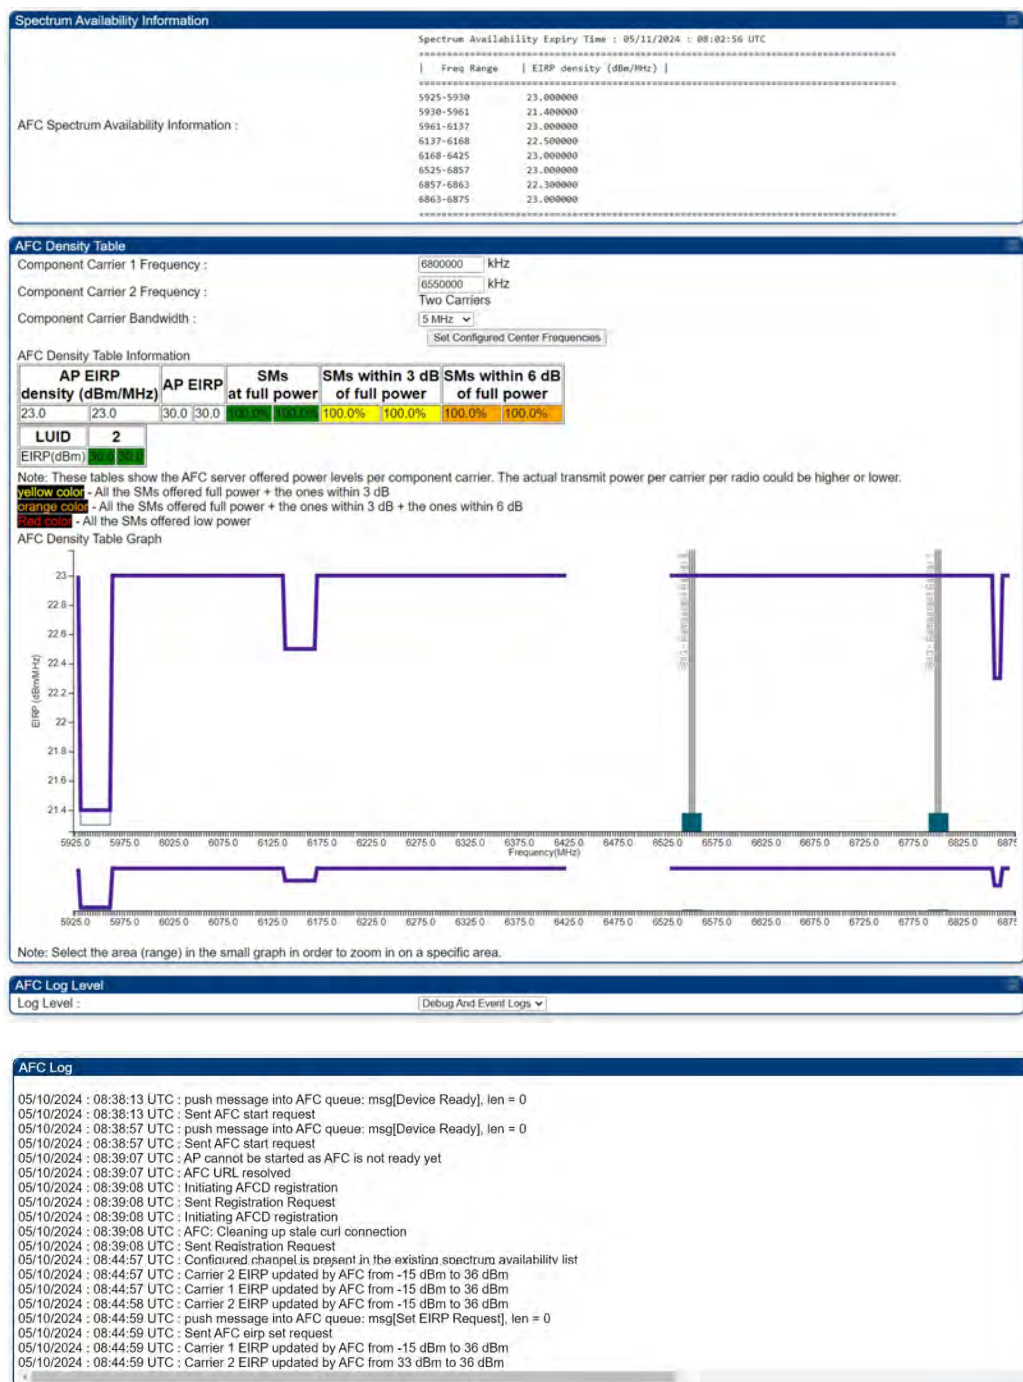 Spectrum Availability Information
Spectrum Availability Expiry Time : 05/11/2024 : 08:02:56 UTC
| Freq Range | EIRP density (dBm/MHz) |
AFC Spectrum Availability Information :
5925-5930 23.000000
5930-5961 21.400000
5961-6137 23.000000
6137-6168 22.500000
6168-6425 23.000000
6525-6857 23.000000
6857-6863 22.300000
6863-6875 23.000000
AFC Density Table
Component Carrier 1 Frequency : 6800000 kHz
Component Carrier 2 Frequency : 6550000 kHz
Two Carriers
Component Carrier Bandwidth : 5 MHz
Set Configured Center Frequencies
AFC Density Table Information
AP EIRP density (dBm/MHz) AP EIRP SMs at full power SMs within 3 dB of full power SMs within 6 dB of full power
23.0 23.0 30.0 30.0 100.0% 100.0% 100.0% 100.0% 100.0% 100.0%
LUID 2
EIRP(dBm) 30.0 30.0
Note: These tables show the AFC server offered power levels per component carrier. The actual transmit power per carrier per radio could be higher or lower.
yellow color - All the SMs offered full power + the ones within 3 dB
orange color - All the SMs offered full power + the ones within 3 dB + the ones within 6 dB
Red color - All the SMs offered low power
AFC Density Table Graph
EIRP (dBm/MHz)
23
22.8
22.6
22.4
22.2
22
21.8
21.6
21.4
5925.0 5975.0 6025.0 6075.0 6125.0 6175.0 6225.0 6275.0 6325.0 6375.0 6425.0 6475.0 6525.0 6575.0 6625.0 6675.0 6725.0 6775.0 6825.0 6875
Frequency(MHz)
5925.0 5975.0 6025.0 6075.0 6125.0 6175.0 6225.0 6275.0 6325.0 6375.0 6425.0 6475.0 6525.0 6575.0 6625.0 6675.0 6725.0 6775.0 6825.0 6875
Note: Select the area (range) in the small graph in order to zoom in on a specific area.
AFC Log Level
Log Level : Debug And Event Logs
AFC Log
05/10/2024 : 08:38:13 UTC : push message into AFC queue: msg[Device Ready], len = 0
05/10/2024 : 08:38:13 UTC : Sent AFC start request
05/10/2024 : 08:38:57 UTC : push message into AFC queue: msg[Device Ready], len = 0
05/10/2024 : 08:38:57 UTC : Sent AFC start request
05/10/2024 : 08:39:07 UTC : AP cannot be started as AFC is not ready yet
05/10/2024 : 08:39:07 UTC : AFC URL resolved
05/10/2024 : 08:39:08 UTC : Initiating AFCD registration
05/10/2024 : 08:39:08 UTC : Sent Registration Request
05/10/2024 : 08:39:08 UTC : Initiating AFCD registration
05/10/2024 : 08:39:08 UTC : AFC: Cleaning up stale curl connection
05/10/2024 : 08:39:08 UTC : Sent Registration Request
05/10/2024 : 08:44:57 UTC : Configured channel is present in the existing spectrum availability list
05/10/2024 : 08:44:57 UTC : Carrier 2 EIRP updated by AFC from -15 dBm to 36 dBm
05/10/2024 : 08:44:57 UTC : Carrier 1 EIRP updated by AFC from -15 dBm to 36 dBm
05/10/2024 : 08:44:58 UTC : Carrier 2 EIRP updated by AFC from -15 dBm to 36 dBm
05/10/2024 : 08:44:59 UTC : push message into AFC queue: msg[Set EIRP Request], len = 0
05/10/2024 : 08:44:59 UTC : Sent AFC eirp set request
05/10/2024 : 08:44:59 UTC : Carrier 1 EIRP updated by AFC from -15 dBm to 36 dBm
05/10/2024 : 08:44:59 UTC : Carrier 2 EIRP updated by AFC from 33 dBm to 36 dBm